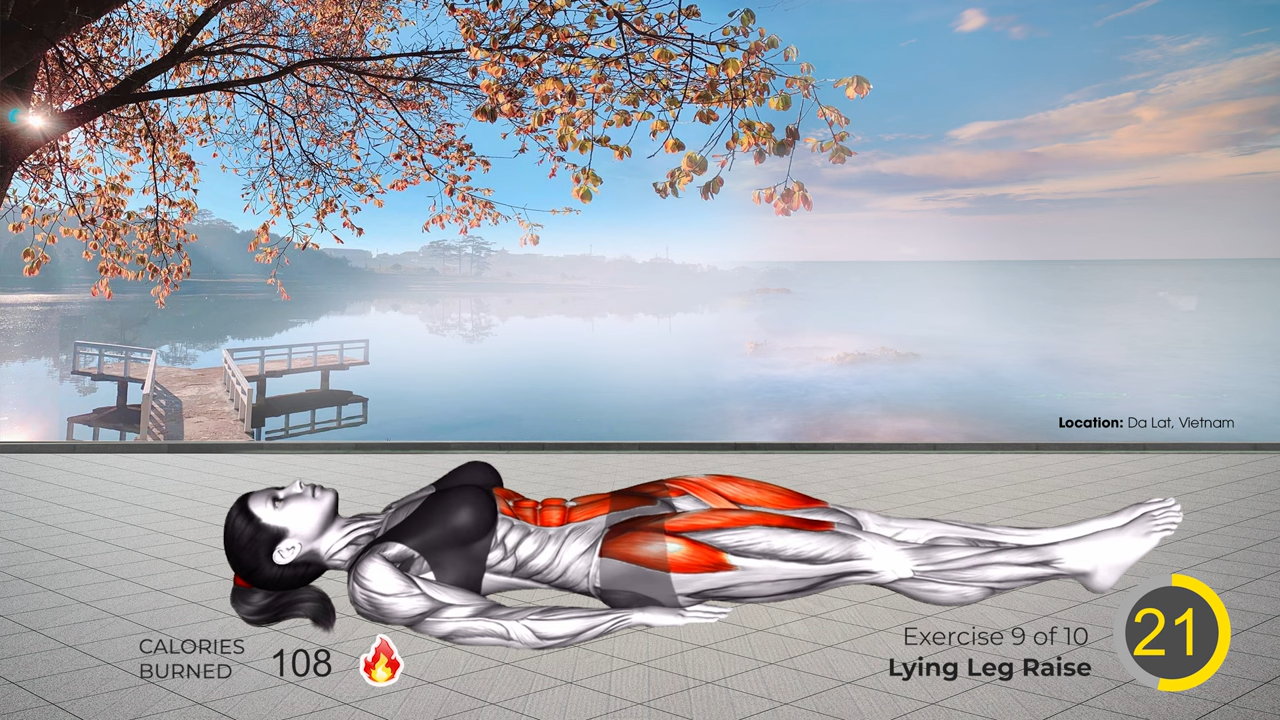 Location: Da Lat, Vietnam
CALORIES
BURNED
108
Exercise 9 of 10
Lying Leg Raise
21